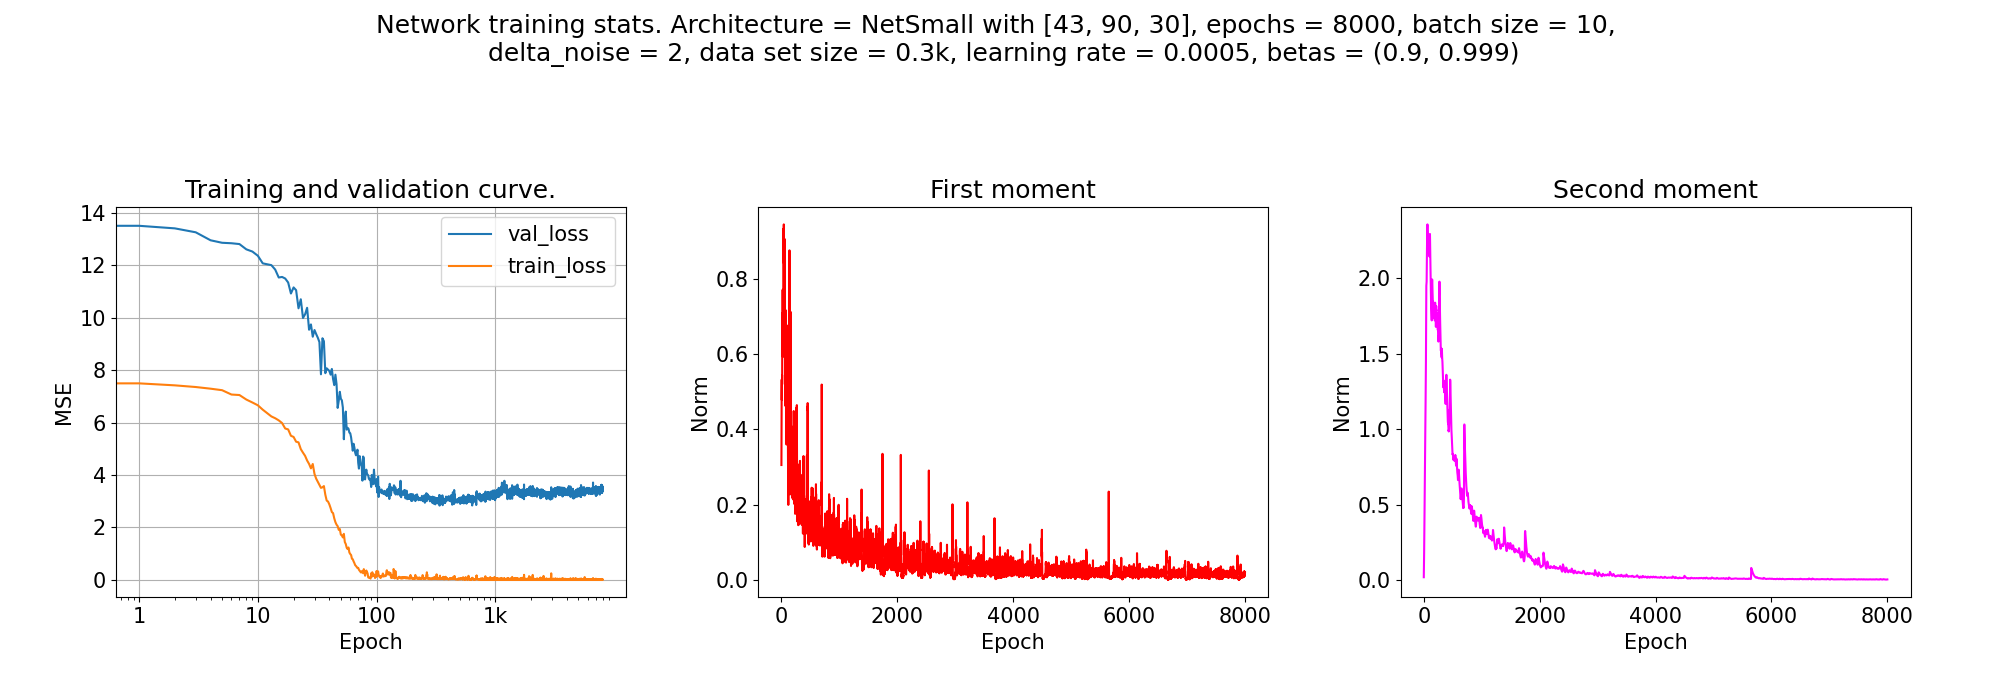 Network training stats. Architecture = NetSmall with [43, 90, 30], epochs = 8000, batch size = 10,
delta_noise = 2, data set size = 0.3k, learning rate = 0.0005, betas = (0.9, 0.999)
Training and validation curve.
MSE
14
12
10
8
6
4
2
0
val_loss
train_loss
1
10
100
1k
Epoch
First moment
Norm
0.8
0.6
0.4
0.2
0.0
0
2000
4000
6000
8000
Epoch
Second moment
Norm
2.0
1.5
1.0
0.5
0.0
0
2000
4000
6000
8000
Epoch